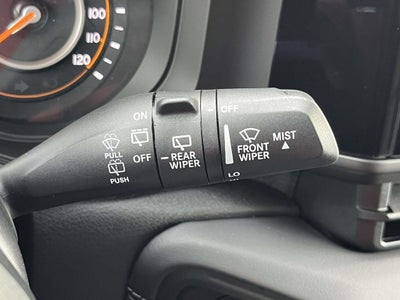 100
110
120
ON
PULL
OFF
PUSH
REAR
WIPER
OFF
FRONT
WIPER
MIST
LO